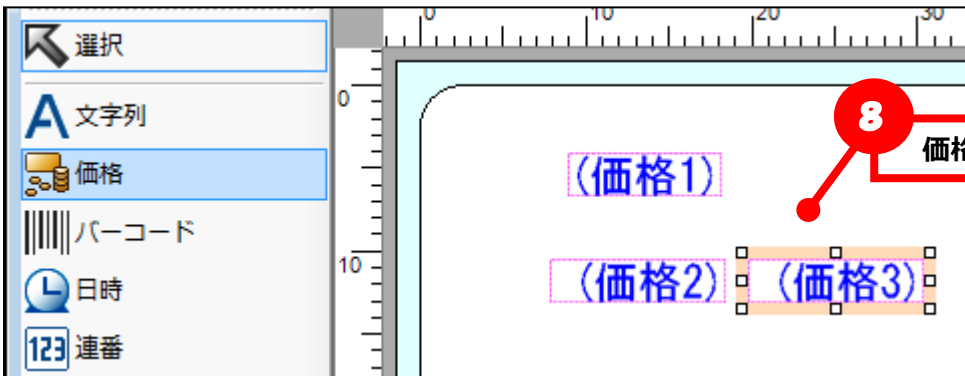 0 10 20 30
選択
0
文字列
8
価格
価格
(価格1)
バーコード
10
(価格2)
(価格3)
日時
123 連番